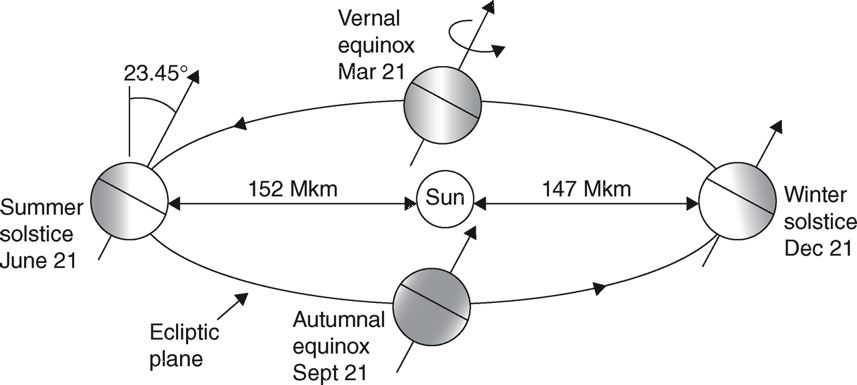 Vernal
equinox
Mar 21
23.45°
152 Mkm
Sun
147 Mkm
Summer
solstice
June 21
Winter
solstice
Dec 21
Autumnal
equinox
Sept 21
Ecliptic
plane